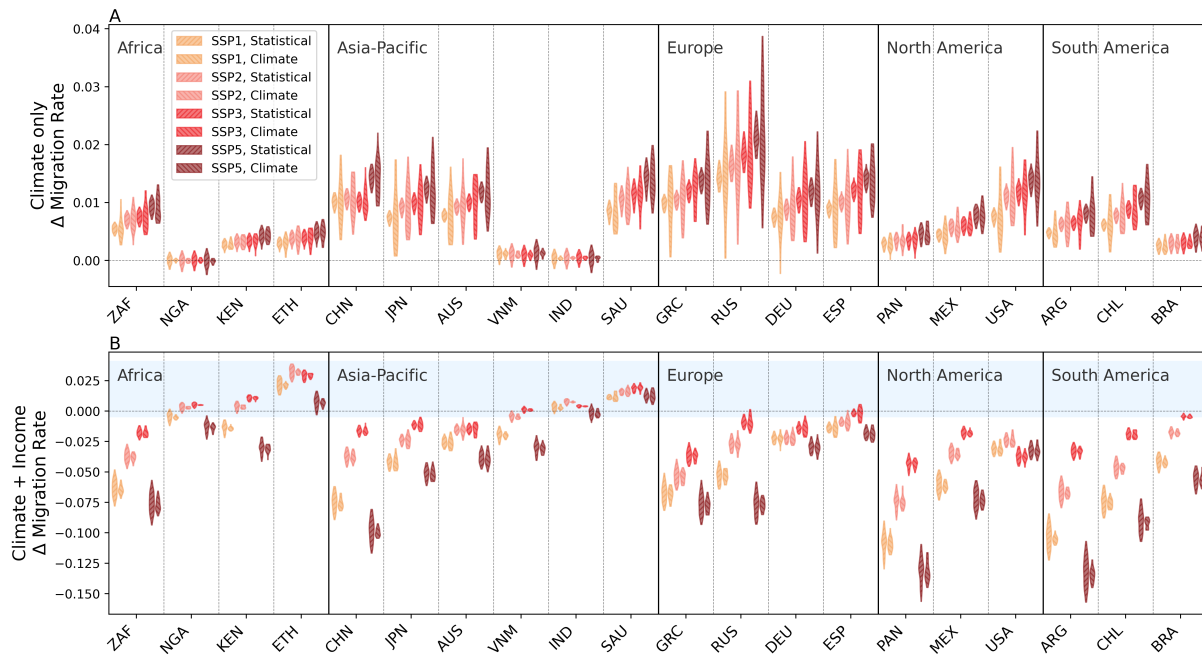 A
Climate only
Δ Migration Rate
0.04
0.03
0.02
0.01
0.00
Africa
Asia-Pacific
Europe
North America
South America
SSP1, Statistical
SSP1, Climate
SSP2, Statistical
SSP2, Climate
SSP3, Statistical
SSP3, Climate
SSP5, Statistical
SSP5, Climate
ZAF
NGA
KEN
ETH
CHN
JPN
AUS
VNM
IND
SAU
GRC
RUS
DEU
ESP
PAN
MEX
USA
ARG
CHL
BRA
B
Climate + Income
Δ Migration Rate
0.025
0.000
−0.025
−0.050
−0.075
−0.100
−0.125
−0.150
Africa
Asia-Pacific
Europe
North America
South America
ZAF
NGA
KEN
ETH
CHN
JPN
AUS
VNM
IND
SAU
GRC
RUS
DEU
ESP
PAN
MEX
USA
ARG
CHL
BRA